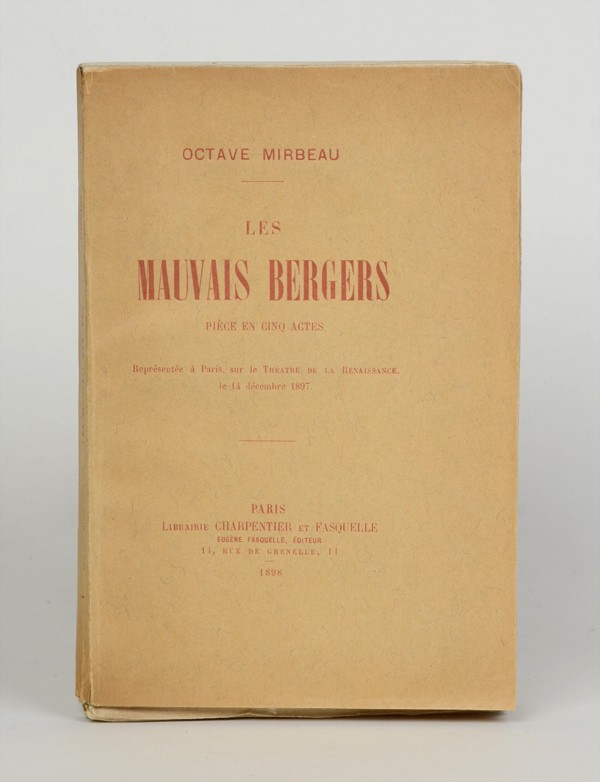 OCTAVE MIRBEAU
LES
MAUVAIS BERGERS
PIÈCE EN CINQ ACTES
Représentée à Paris, sur le THEATRE DE LA RENAISSANCE,
le 14 décembre 1897.
PARIS
LIBRAIRIE CHARPENTIER ET FASQUELLE
EUGÈNE FASQUELLE, ÉDITEUR
11, RUE DE GRENELLE, 11
1898